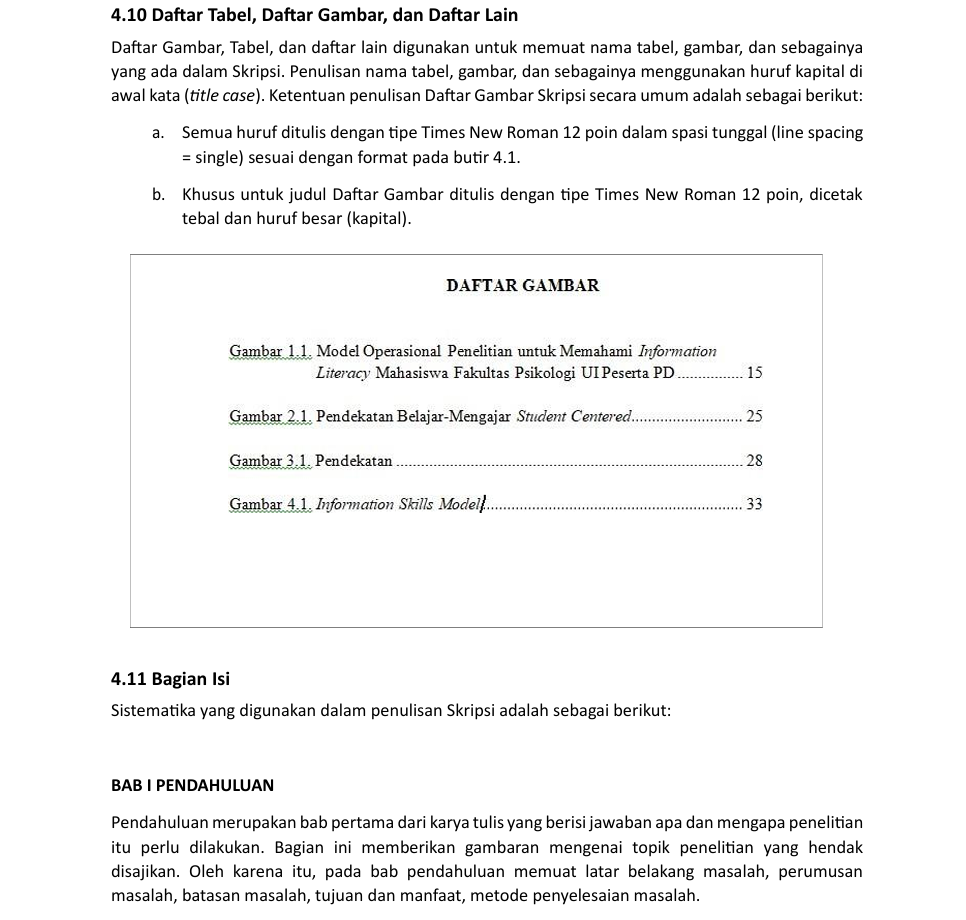 4.10 Daftar Tabel, Daftar Gambar, dan Daftar Lain
Daftar Gambar, Tabel, dan daftar lain digunakan untuk memuat nama tabel, gambar, dan sebagainya
yang ada dalam Skripsi. Penulisan nama tabel, gambar, dan sebagainya menggunakan huruf kapital di
awal kata (title case). Ketentuan penulisan Daftar Gambar Skripsi secara umum adalah sebagai berikut:
a. Semua huruf ditulis dengan tipe Times New Roman 12 poin dalam spasi tunggal (line spacing
= single) sesuai dengan format pada butir 4.1.
b. Khusus untuk judul Daftar Gambar ditulis dengan tipe Times New Roman 12 poin, dicetak
tebal dan huruf besar (kapital).
DAFTAR GAMBAR
Gambar 1.1. Model Operasional Penelitian untuk Memahami Information
Literacy Mahasiswa Fakultas Psikologi UI Peserta PD ................ 15
Gambar 2.1. Pendekatan Belajar-Mengajar Student Centered........................... 25
Gambar 3.1. Pendekatan .................................................................................... 28
Gambar 4.1. Information Skills Model.............................................................. 33
4.11 Bagian Isi
Sistematika yang digunakan dalam penulisan Skripsi adalah sebagai berikut:
BAB I PENDAHULUAN
Pendahuluan merupakan bab pertama dari karya tulis yang berisi jawaban apa dan mengapa penelitian
itu perlu dilakukan. Bagian ini memberikan gambaran mengenai topik penelitian yang hendak
disajikan. Oleh karena itu, pada bab pendahuluan memuat latar belakang masalah, perumusan
masalah, batasan masalah, tujuan dan manfaat, metode penyelesaian masalah.